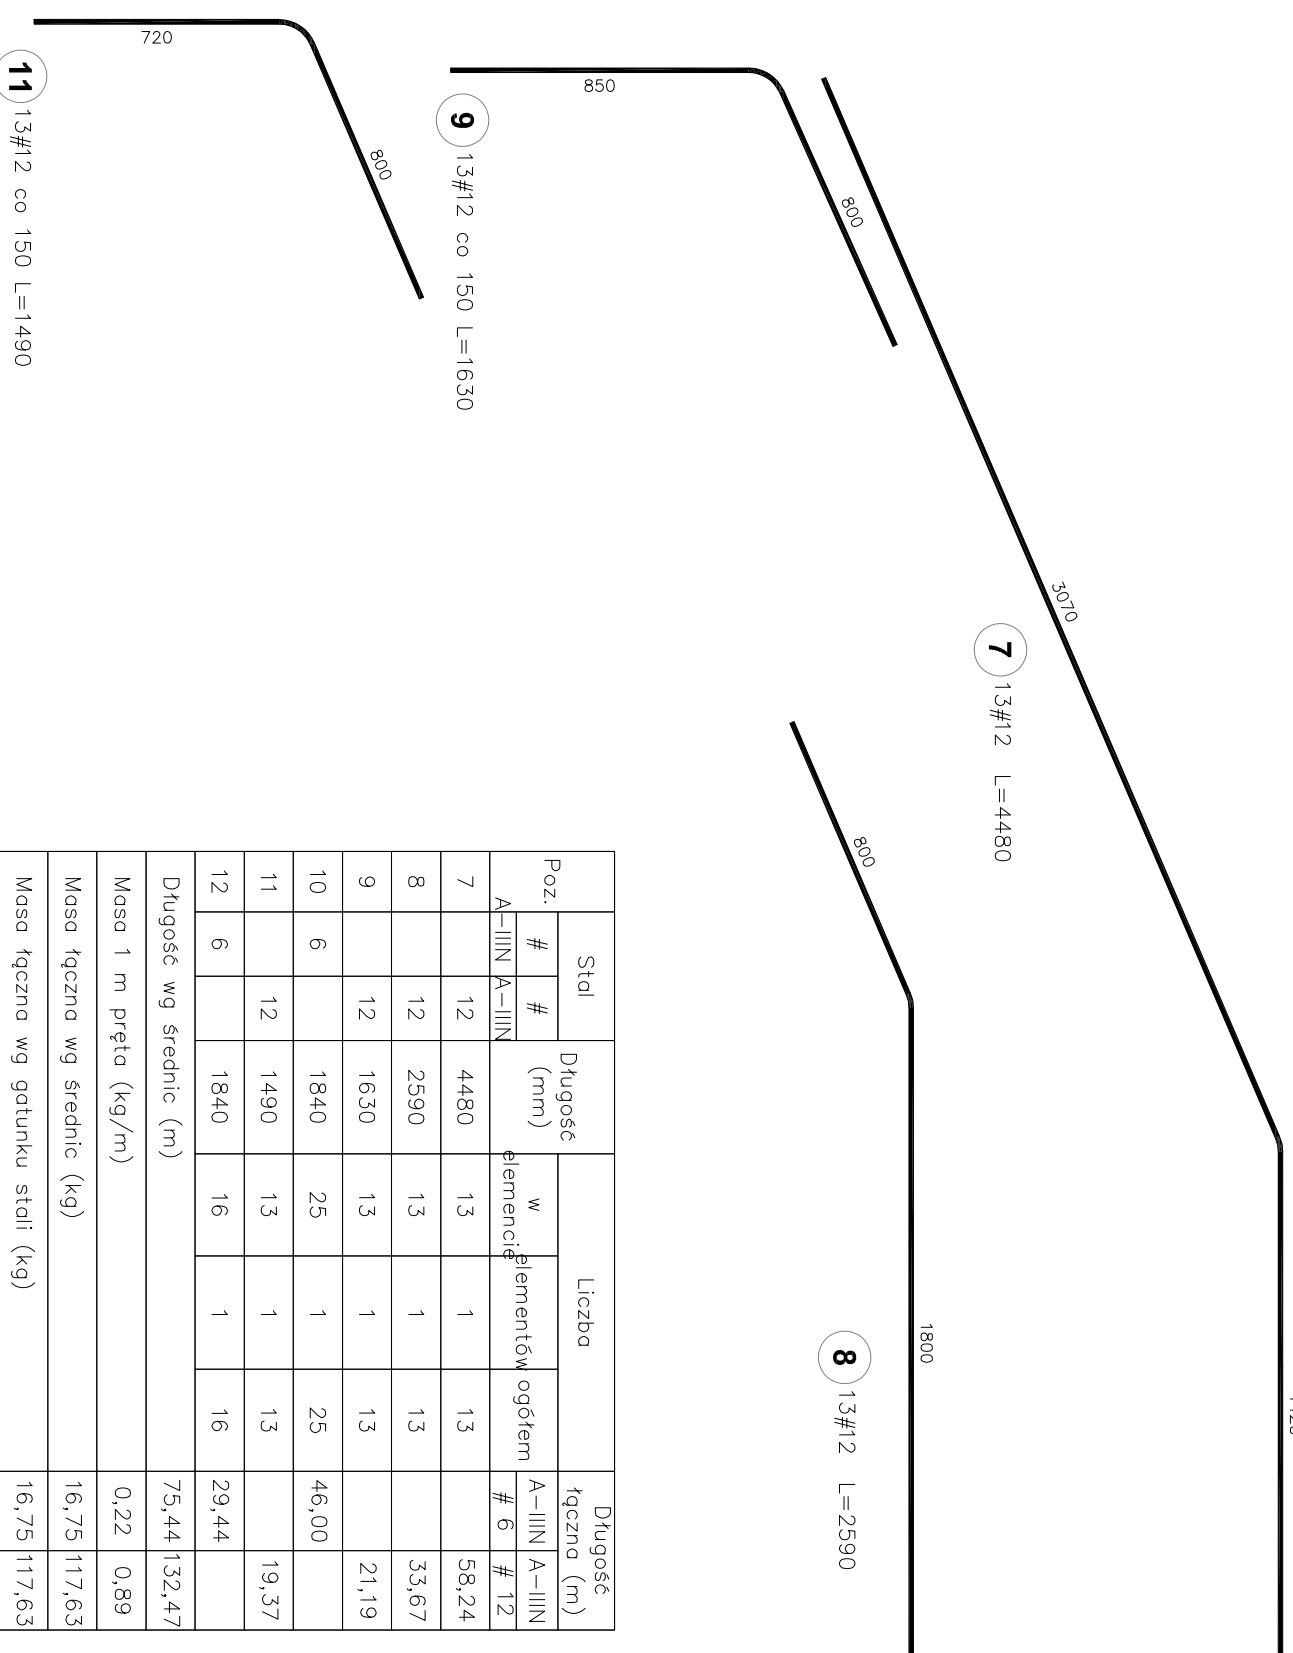 720
800
11
13#12 co 150 L=1490
850
800
9
13#12 co 150 L=1630
3070
7
13#12 L=4480
800
1800
8
13#12 L=2590
Poz. Stal Długość (mm) Liczba Długość łączna (m)
# # w elemencie elementów ogółem A-IIIN A-IIIN
A-IIIN A-IIIN # 6 # 12
7 12 4480 13 1 13 58,24
8 12 2590 13 1 13 33,67
9 12 1630 13 1 13 21,19
10 6 1840 25 1 25 46,00
11 12 1490 13 1 13 19,37
12 6 1840 16 1 16 29,44
Długość wg średnic (m) 75,44 132,47
Masa 1 m pręta (kg/m) 0,22 0,89
Masa łączna wg średnic (kg) 16,75 117,63
Masa łączna wg gatunku stali (kg) 16,75 117,63